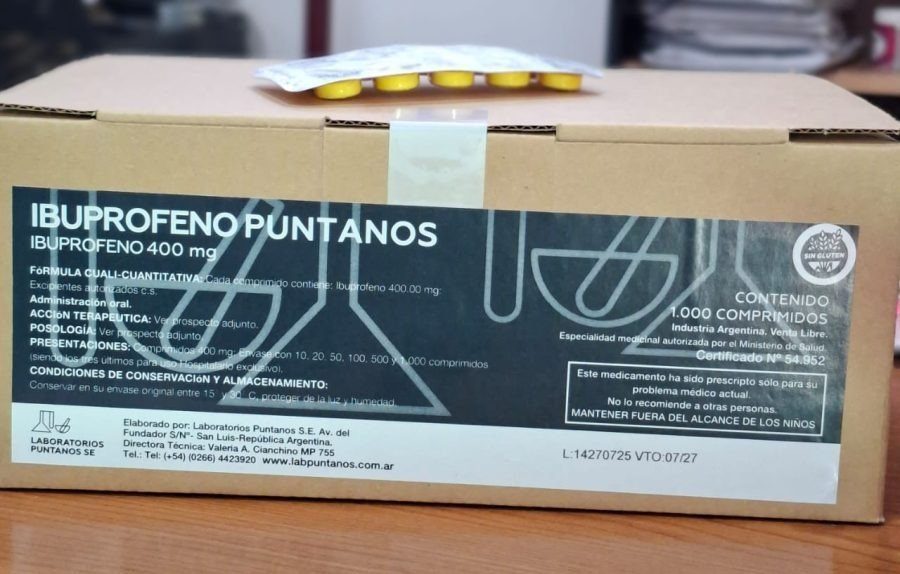 IBUPROFENO PUNTANOS
IBUPROFENO 400 mg
FóRMULA CUALI-CUANTITATIVA: Cada comprimido contiene: Ibuprofeno 400.00 mg:
Excipientes autorizados c.s.
Administración oral.
ACCIóN TERAPEUTICA: Ver prospecto adjunto.
POSOLOGÍA: Ver prospecto adjunto.
PRESENTACIONES: Comprimidos 400 mg: Envase con 10, 20, 50, 100, 500 y 1.000 comprimidos
(siendo los tres últimos para uso Hospitalario exclusivo).
CONDICIONES DE CONSERVACIóN Y ALMACENAMIENTO:
Conservar en su envase original entre 15° y 30° C, proteger de la luz y humedad.
SIN GLUTEN
CONTENIDO
1.000 COMPRIMIDOS
Industria Argentina. Venta Libre.
Especialidad medicinal autorizada por el Ministerio de Salud.
Certificado Nº 54.952
Este medicamento ha sido prescripto sólo para su
problema médico actual.
No lo recomiende a otras personas.
MANTENER FUERA DEL ALCANCE DE LOS NIÑOS
LABORATORIOS
PUNTANOS SE
Elaborado por: Laboratorios Puntanos S.E. Av. del
Fundador S/Nº- San Luis-República Argentina.
Directora Técnica: Valeria A. Cianchino MP 755
Tel.: Tel: (+54) (0266) 4423920 www.labpuntanos.com.ar
L:14270725 VTO:07/27